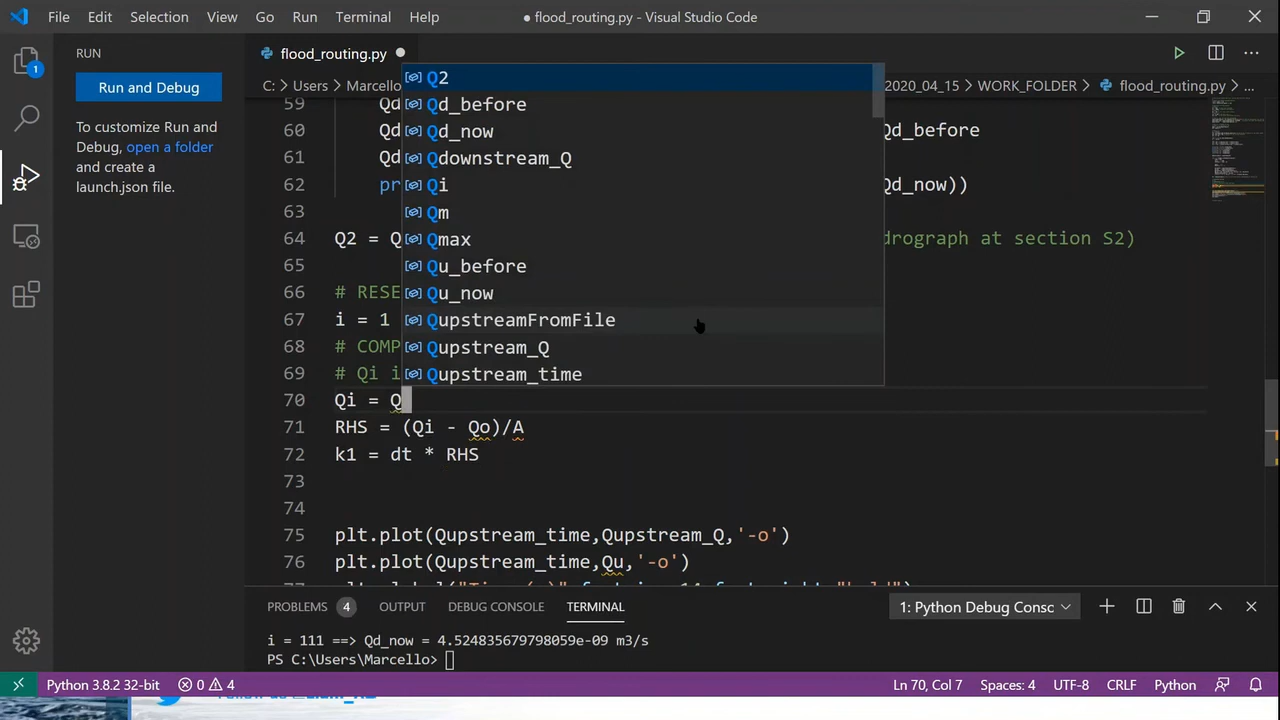 File Edit Selection View Go Run Terminal Help ● flood_routing.py - Visual Studio Code
RUN
flood_routing.py ●
Run and Debug
C: > Users > Marcello 2020_04_15 > WORK_FOLDER > flood_routing.py > ...
1
To customize Run and
Debug, open a folder
and create a
launch.json file.
Q2
Qd_before
Qd_now
Qdownstream_Q
Qi
Qm
Qmax
Qu_before
Qu_now
QupstreamFromFile
Qupstream_Q
Qupstream_time
59 Qd
60 Qd Qd_before
61 Qd
62 pr Qd_now))
63
64 Q2 = Q drograph at section S2)
65
66 # RESE
67 i = 1
68 # COMP
69 # Qi i
70 Qi = Q
71 RHS = (Qi - Qo)/A
72 k1 = dt * RHS
73
74
75 plt.plot(Qupstream_time,Qupstream_Q,'-o')
76 plt.plot(Qupstream_time,Qu,'-o')
PROBLEMS 4 OUTPUT DEBUG CONSOLE TERMINAL 1: Python Debug Consc
i = 111 ==> Qd_now = 4.524835679798059e-09 m3/s
PS C:\Users\Marcello>
Python 3.8.2 32-bit 0 4 Ln 70, Col 7 Spaces: 4 UTF-8 CRLF Python